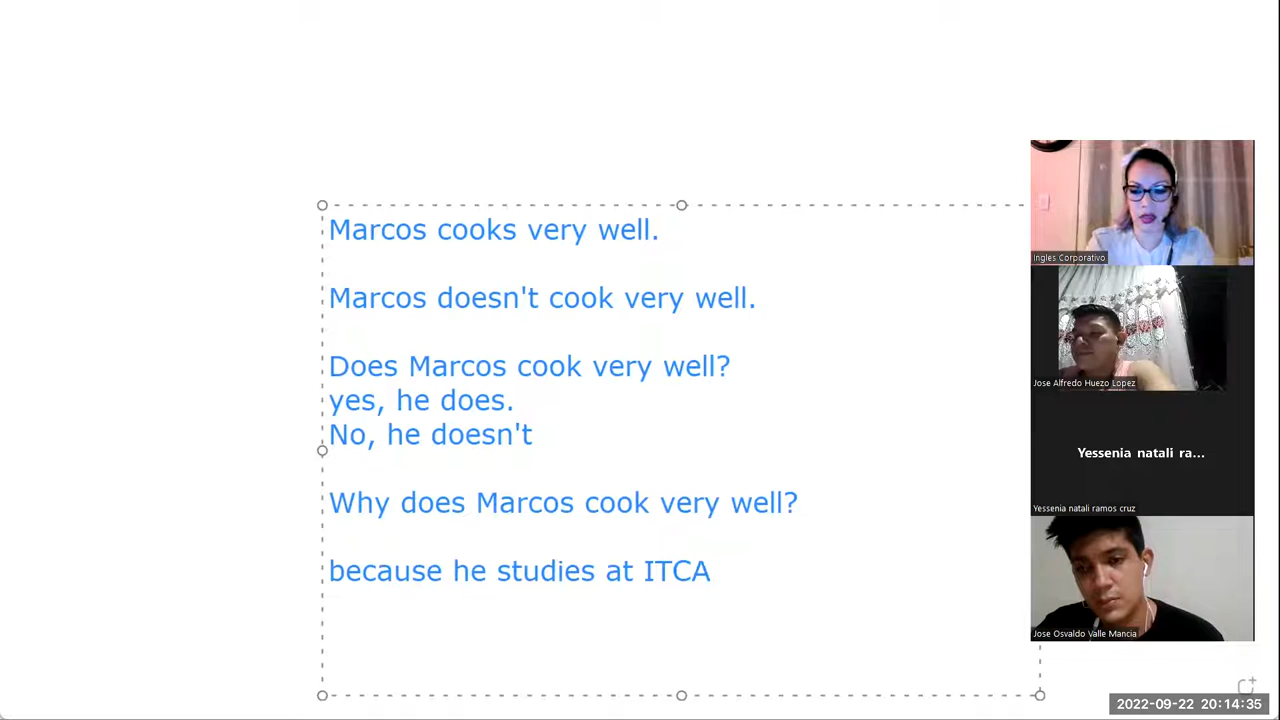 Marcos cooks very well.
Marcos doesn't cook very well.
Does Marcos cook very well?
yes, he does.
No, he doesn't
Why does Marcos cook very well?
because he studies at ITCA
Ingles Corporativo
Jose Alfredo Huezo Lopez
Yessenia natali ra...
Yessenia natali ramos cruz
Jose Osvaldo Valle Mancia
2022-09-22 20:14:35